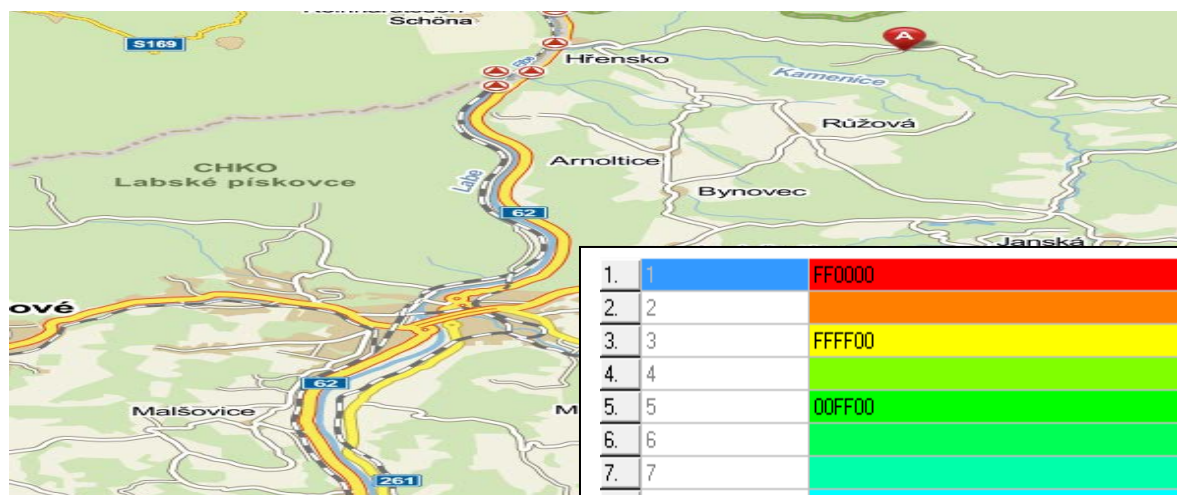 Schöna
S169
A
Hřensko
Kamenice
Růžová
CHKO
Labské pískovce
Arnoltice
Labe
Bynovec
62
Janská
ové
62
Malšovice
M
261
1. 1 FF0000
2. 2
3. 3 FFFF00
4. 4
5. 5 00FF00
6. 6
7. 7